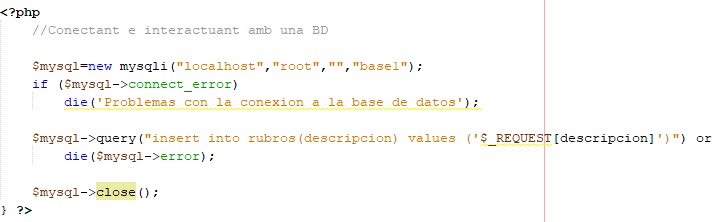 <?php
//Conectant e interactuant amb una BD
$mysql=new mysqli("localhost","root","","base1");
if ($mysql->connect_error)
die('Problemas con la conexion a la base de datos');
$mysql->query("insert into rubros(descripcion) values ('$_REQUEST[descripcion]')") or
die($mysql->error);
$mysql->close();
} ?>